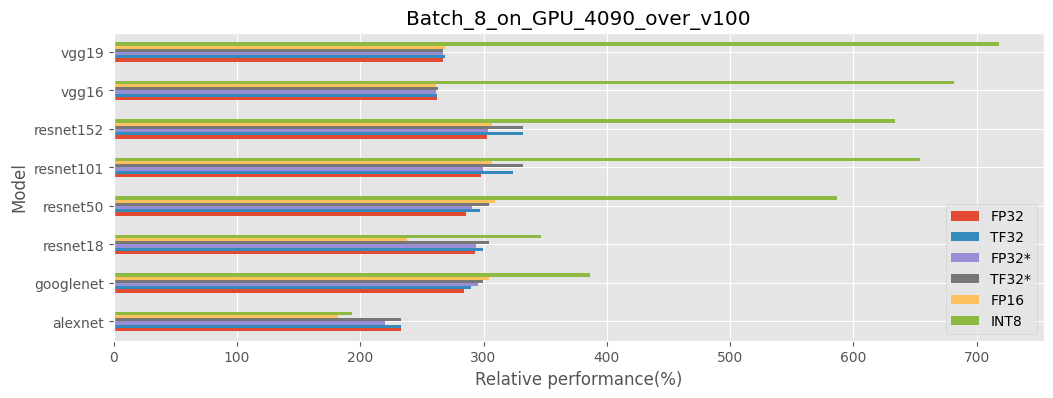 Batch_8_on_GPU_4090_over_v100
Model
vgg19
vgg16
resnet152
resnet101
resnet50
resnet18
googlenet
alexnet
FP32
TF32
FP32*
TF32*
FP16
INT8
0 100 200 300 400 500 600 700
Relative performance(%)